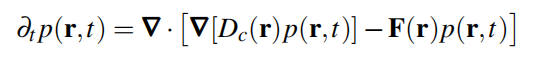 ∂ₜp(𝐫,t) = 𝛁 · [𝛁[D_c(𝐫)p(𝐫,t)] − 𝐅(𝐫)p(𝐫,t)]